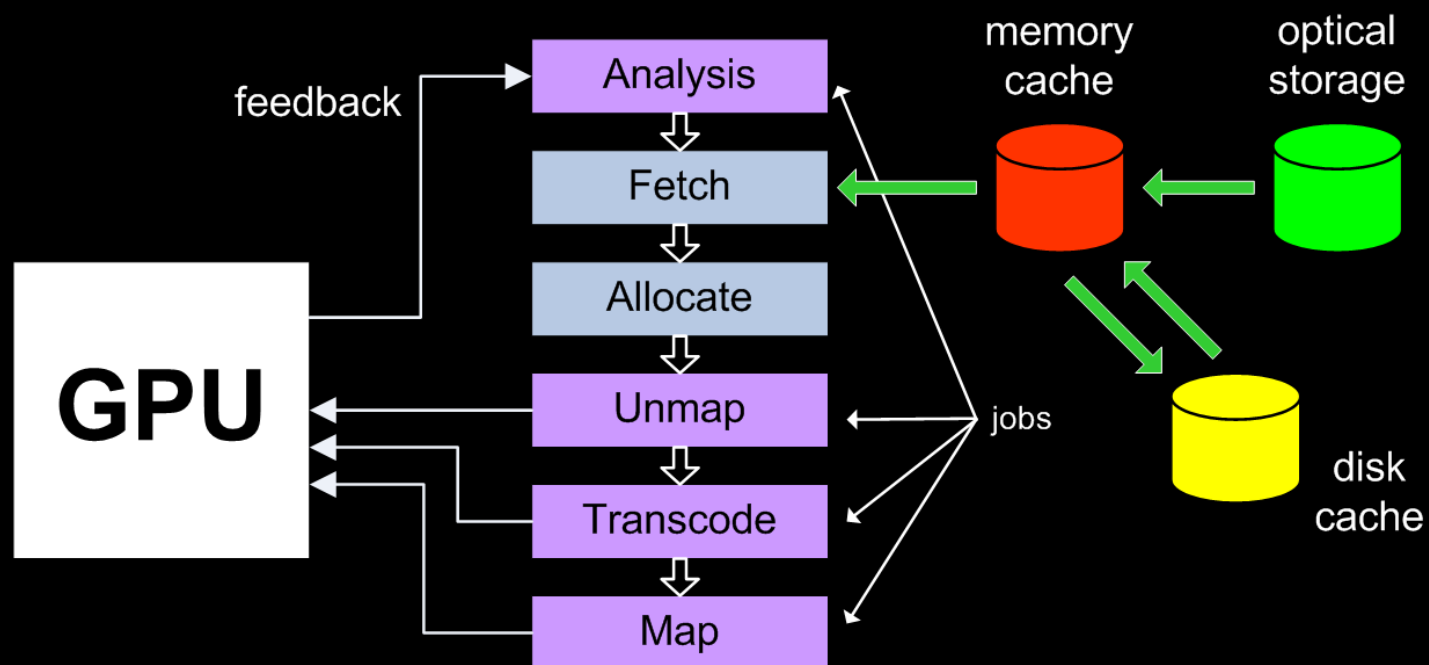 memory
cache
optical
storage
feedback
Analysis
Fetch
Allocate
GPU
Unmap
jobs
disk
cache
Transcode
Map